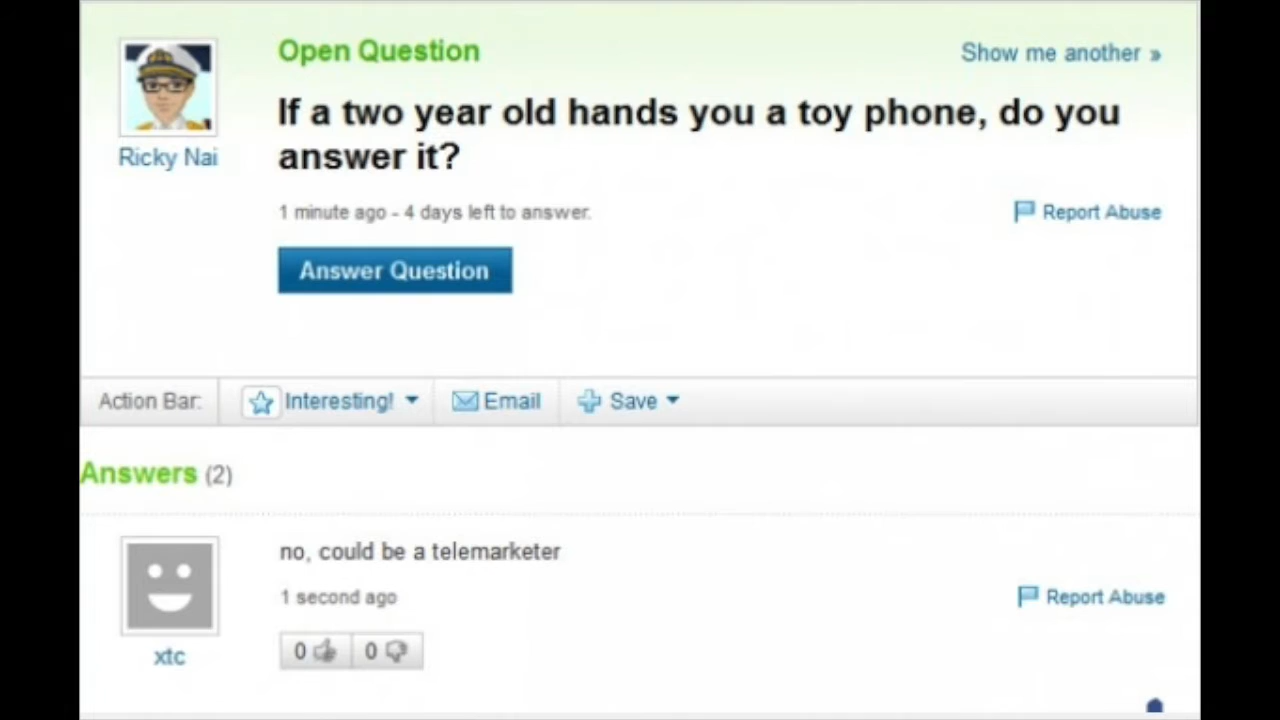 Open Question
Show me another »
If a two year old hands you a toy phone, do you
answer it?
Ricky Nai
1 minute ago - 4 days left to answer.
Report Abuse
Answer Question
Action Bar:
Interesting!
Email
Save
Answers (2)
no, could be a telemarketer
1 second ago
Report Abuse
0
0
xtc